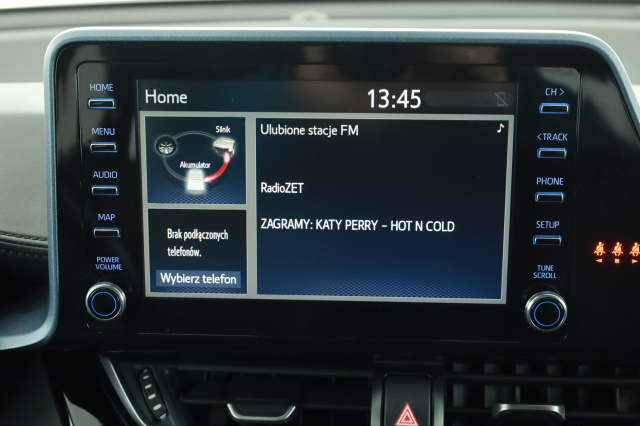 HOME
MENU
AUDIO
MAP
POWER
VOLUME
Home
13:45
Silnik
Akumulator
Brak podłączonych
telefonów.
Wybierz telefon
Ulubione stacje FM
RadioZET
ZAGRAMY: KATY PERRY - HOT N COLD
CH >
< TRACK
PHONE
SETUP
TUNE
SCROLL